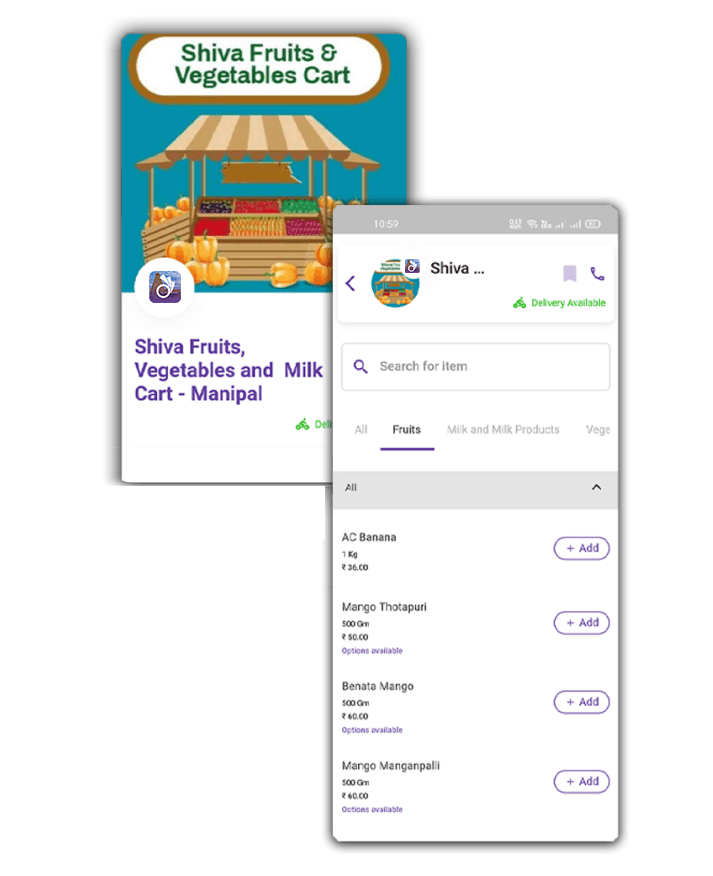 Shiva Fruits &
Vegetables Cart
Shiva Fruits,
Vegetables and Milk
Cart - Manipal
10:59
Shiva ...
Delivery Available
Search for item
All Fruits Milk and Milk Products Vege
All
AC Banana
1 Kg
₹ 36.00
+ Add
Mango Thotapuri
500 Gm
₹ 50.00
Options available
+ Add
Benata Mango
500 Gm
₹ 60.00
Options available
+ Add
Mango Manganpalli
500 Gm
₹ 60.00
Options available
+ Add